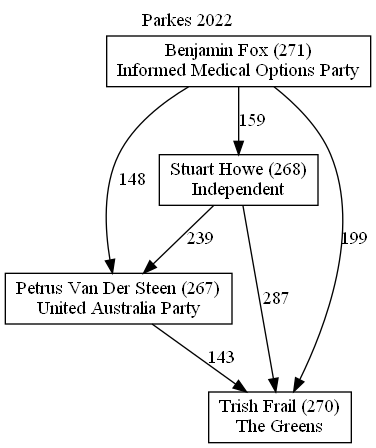 Parkes 2022
Benjamin Fox (271)
Informed Medical Options Party
159
Stuart Howe (268)
Independent
148
239
199
Petrus Van Der Steen (267)
United Australia Party
287
143
Trish Frail (270)
The Greens